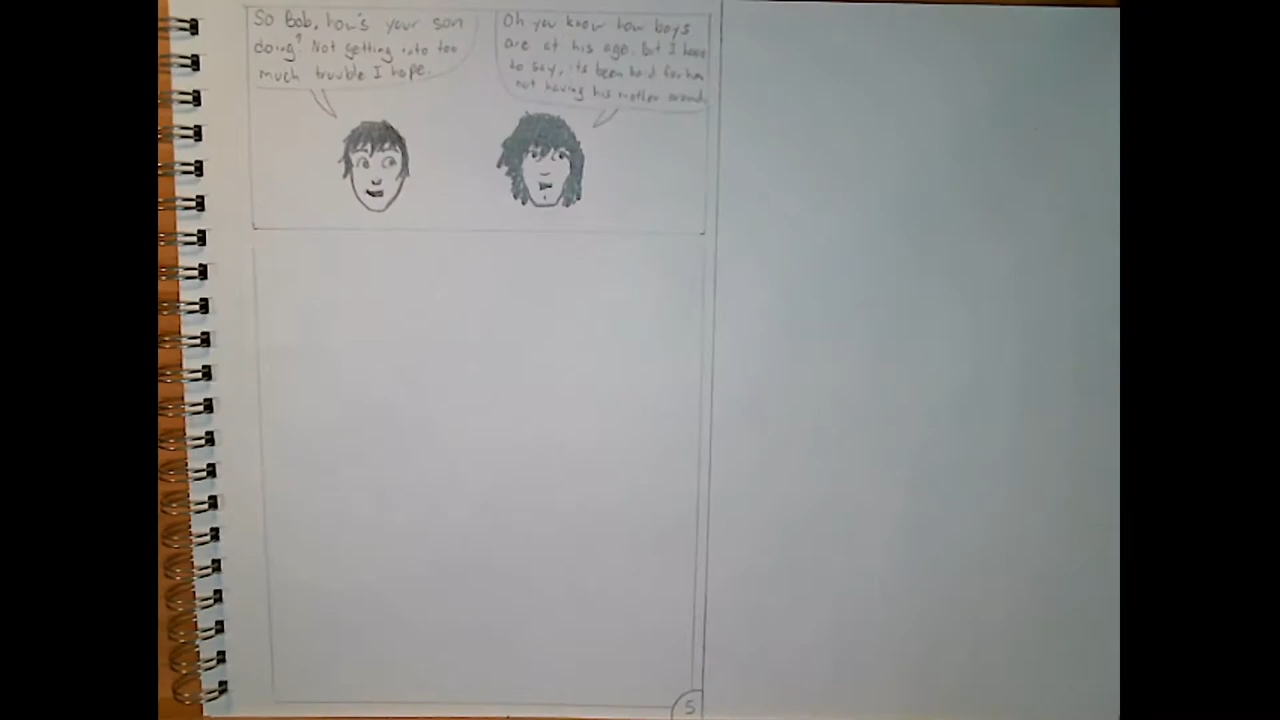 So Bob, how's your son
doing? Not getting into too
much trouble I hope.
Oh you know how boys
are at his age. But I have
to say, its been hard for him
not having his mother around.
5